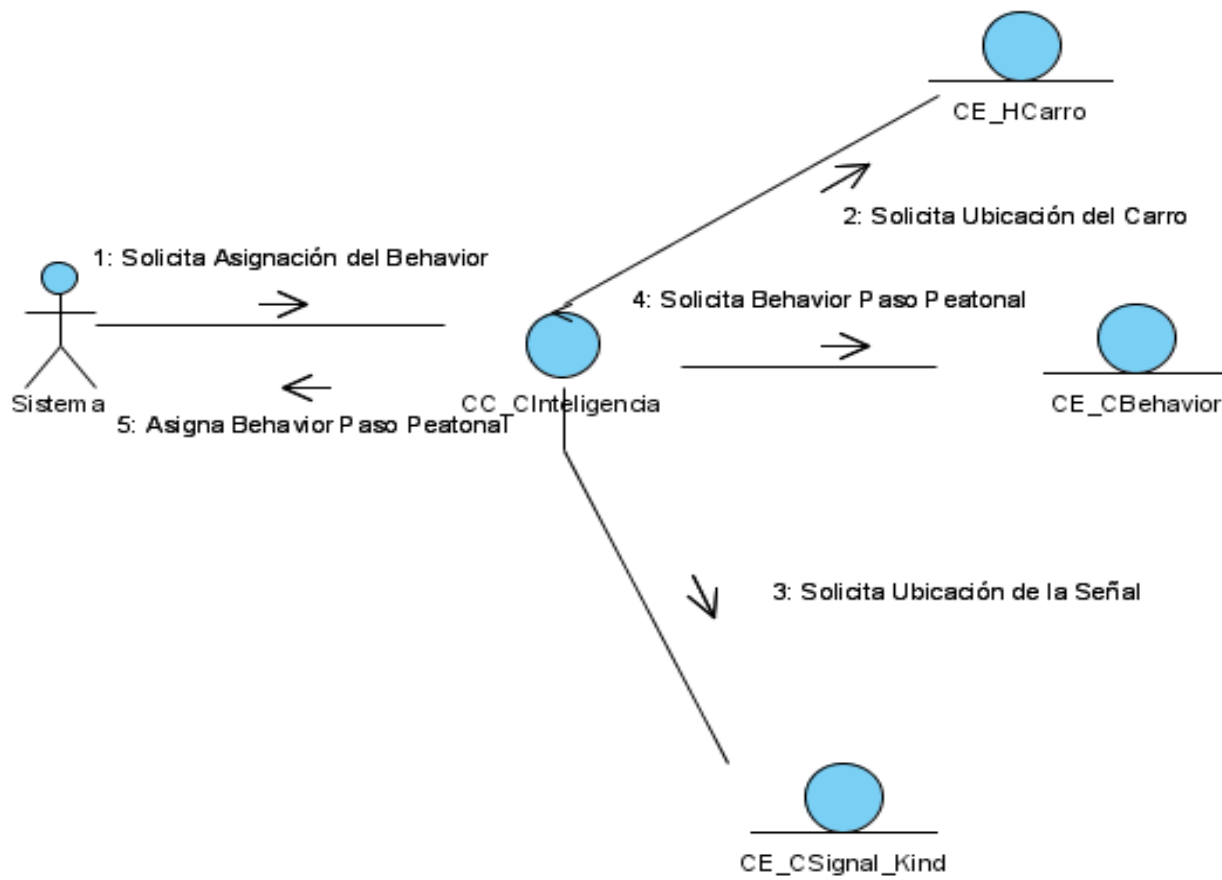 CE_HCarro
2: Solicita Ubicación del Carro
1: Solicita Asignación del Behavior
4: Solicita Behavior Paso Peatonal
Sistema
CC_CInteligencia
CE_CBehavior
5: Asigna Behavior Paso Peatonal
3: Solicita Ubicación de la Señal
CE_CSignal_Kind